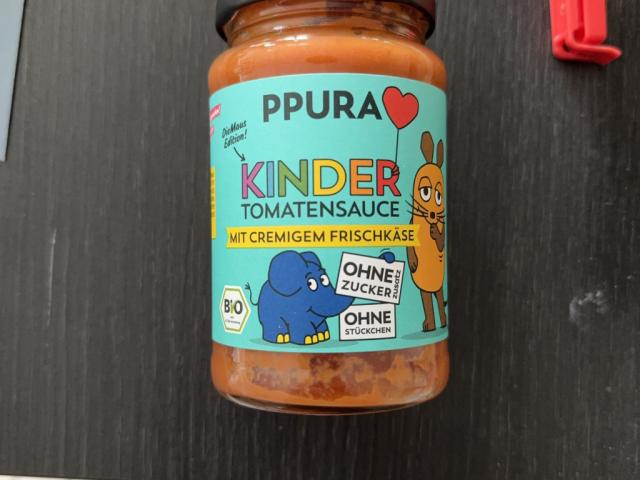 PPURA
DieMaus
Edition!
KINDER
TOMATENSAUCE
MIT CREMIGEM FRISCHKÄSE
OHNE
ZUCKER
zusatz
OHNE
STÜCKCHEN
BIO